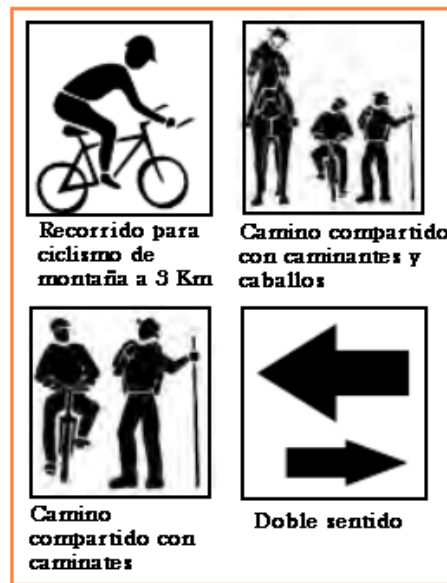 Recorrido para
ciclismo de
montaña a 3 Km
Camino compartido
con caminantes y
caballos
Camino
compartido con
caminates
Doble sentido